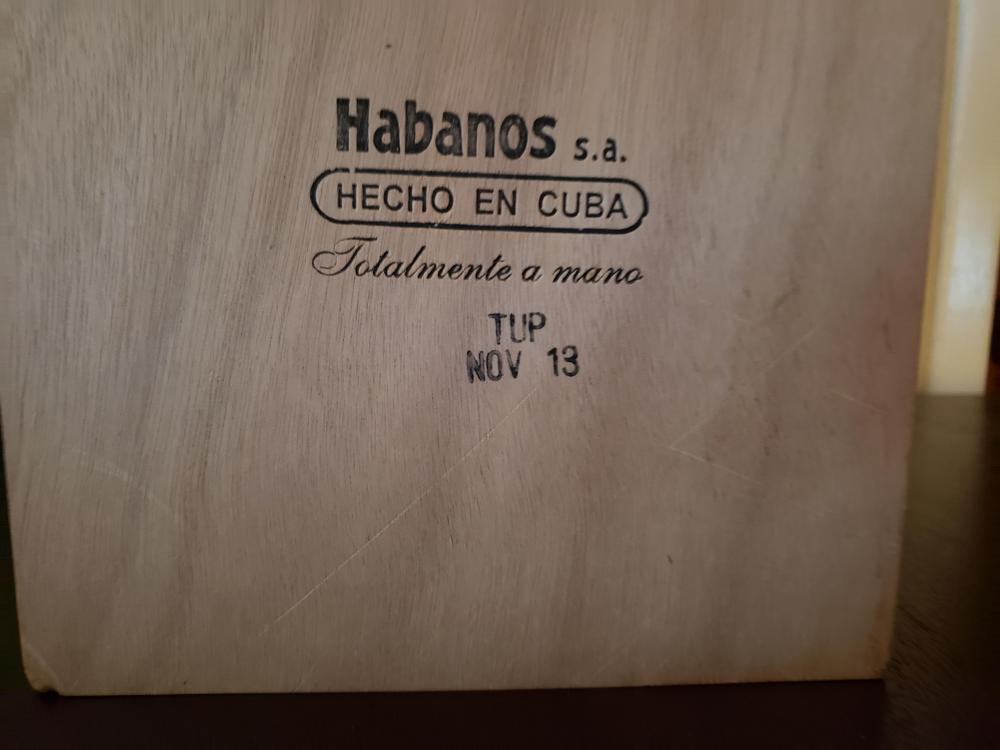 Habanos s.a.
HECHO EN CUBA
Totalmente a mano
TUP
NOV 13